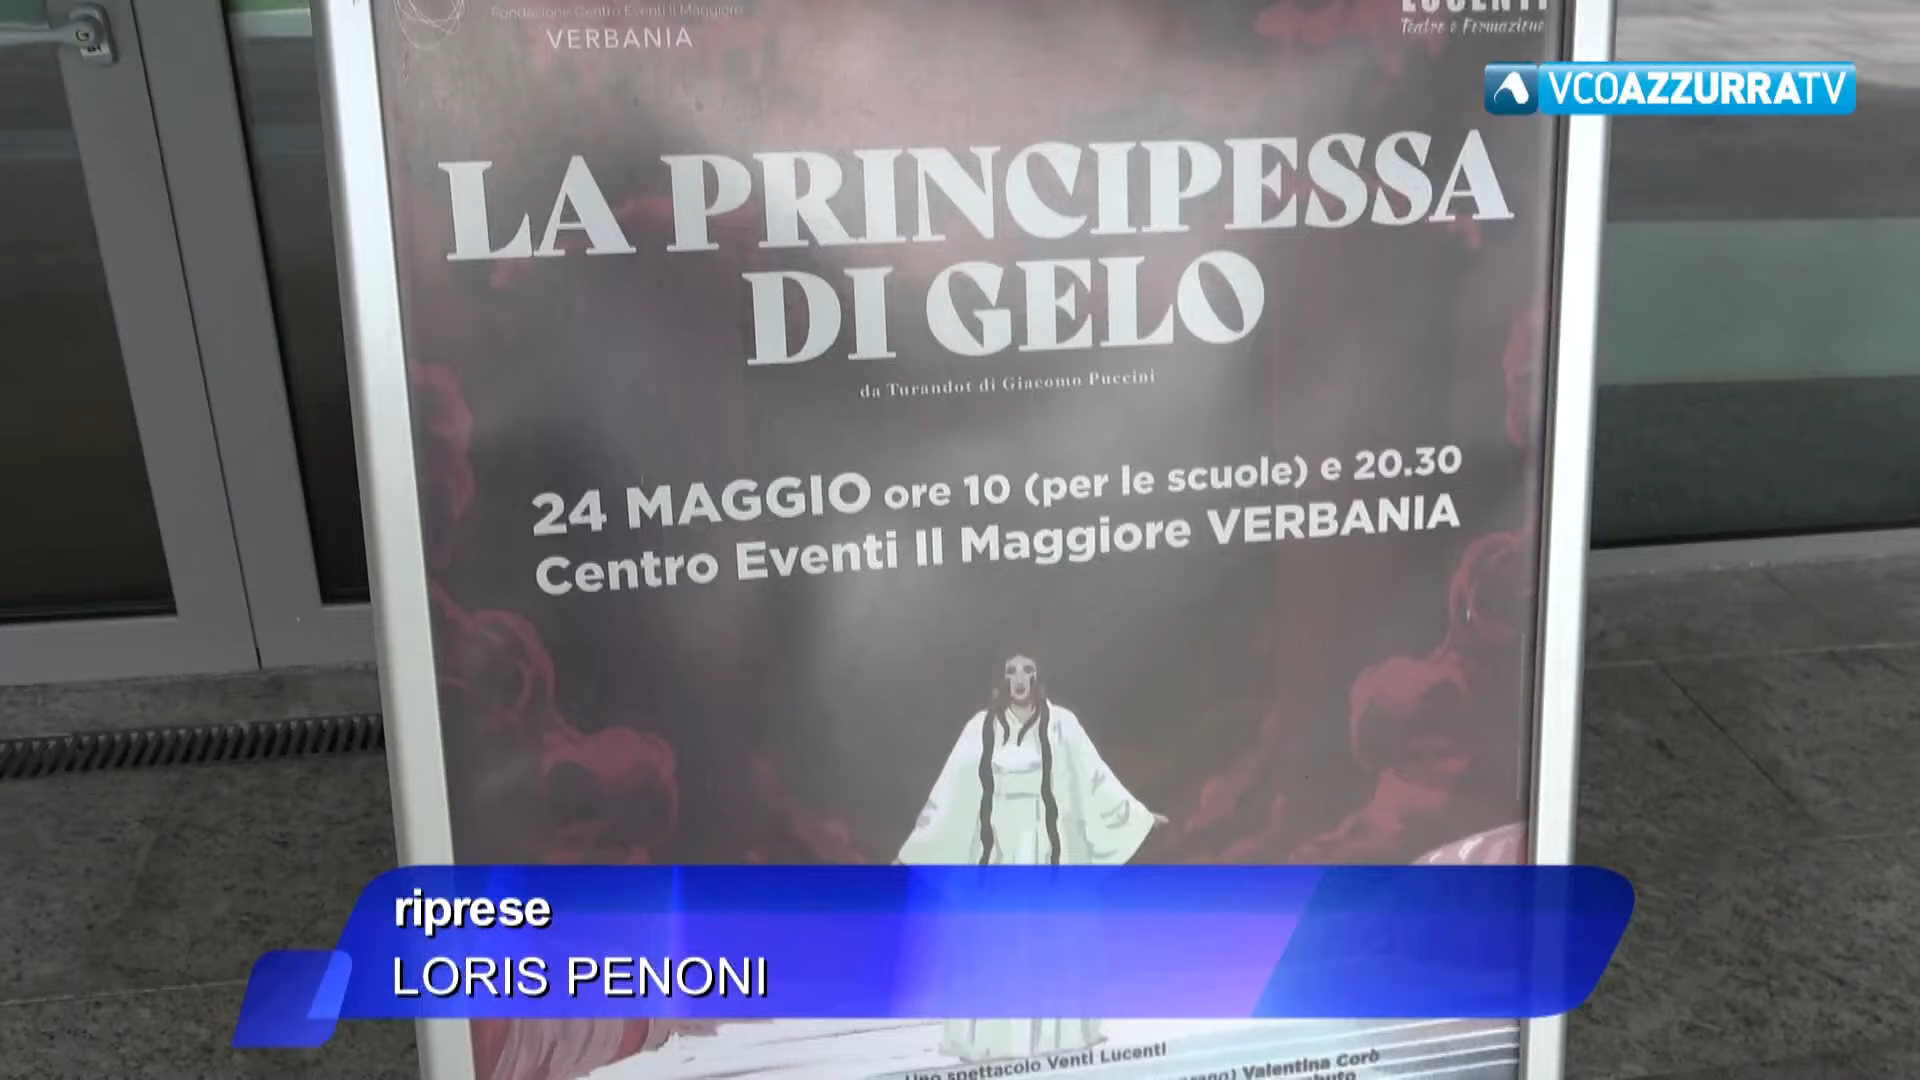 Fondazione Centro Eventi Il Maggiore
VERBANIA
LUCENTI
Teatro e Formazione
VCOAZZURRATV
LA PRINCIPESSA
DI GELO
da Turandot di Giacomo Puccini
24 MAGGIO ore 10 (per le scuole) e 20.30
Centro Eventi Il Maggiore VERBANIA
riprese
LORIS PENONI
Uno spettacolo Venti Lucenti
Valentina Corò